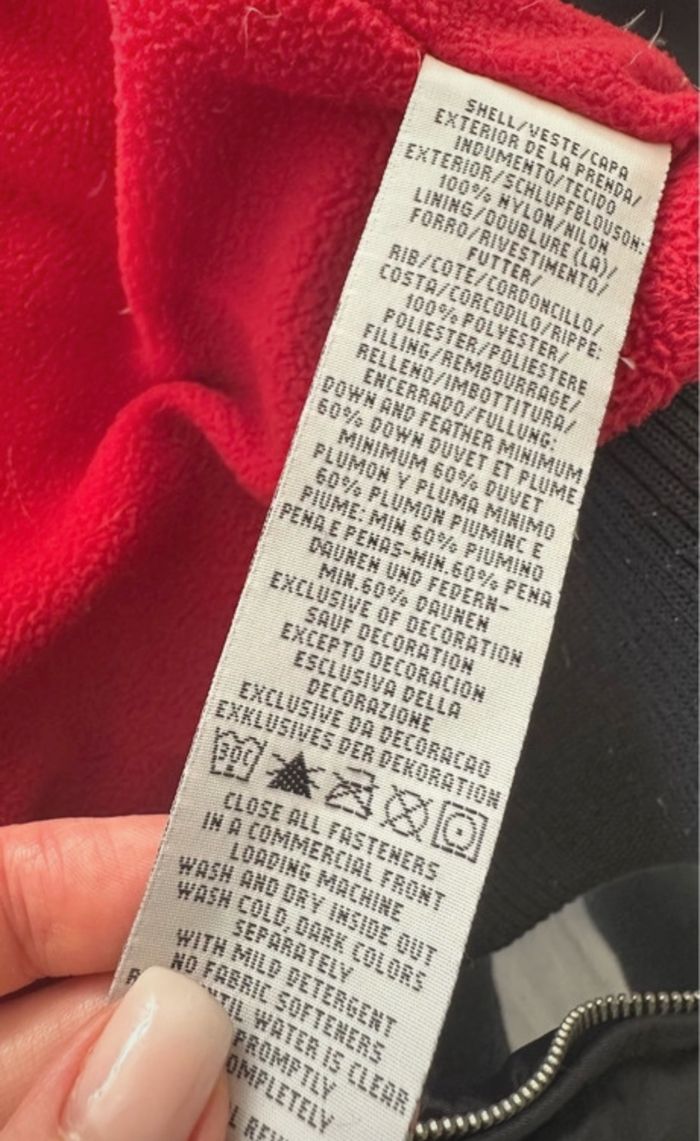 SHELL/VESTE/CAPA
EXTERIOR DE LA PRENDA/
INDUMENTO/TECIDO
EXTERIOR/SCHLUPFBLOUSON:
100% NYLON/NILON
LINING/DOUBLURE (LA)/
FORRO/RIVESTIMENTO/
FUTTER/
RIB/COTE/CORDONCILLO/
COSTA/CORCODILO/RIPPE:
100% POLYESTER/
POLIESTER/POLIESTERE
FILLING/REMBOURRAGE/
RELLENO/IMBOTTITURA/
ENCERRADO/FULLUNG:
DOWN AND FEATHER MINIMUM
60% DOWN DUVET ET PLUME
MINIMUM 60% DUVET
PLUMON Y PLUMA MINIMO
60% PLUMON PIUMINC E
PIUME: MIN 60% PIUMINO
PENA E PENAS-MIN.60% PENA
DAUNEN UND FEDERN-
MIN.60% DAUNEN
EXCLUSIVE OF DECORATION
SAUF DECORATION
EXCEPTO DECORACION
ESCLUSIVA DELLA
DECORAZIONE
EXCLUSIVE DA DECORACAO
EXKLUSIVES DER DEKORATION
30C
CLOSE ALL FASTENERS
IN A COMMERCIAL FRONT
LOADING MACHINE
WASH AND DRY INSIDE OUT
WASH COLD, DARK COLORS
SEPARATELY
WITH MILD DETERGENT
NO FABRIC SOFTENERS
WATER IS CLEAR
PROMPTLY